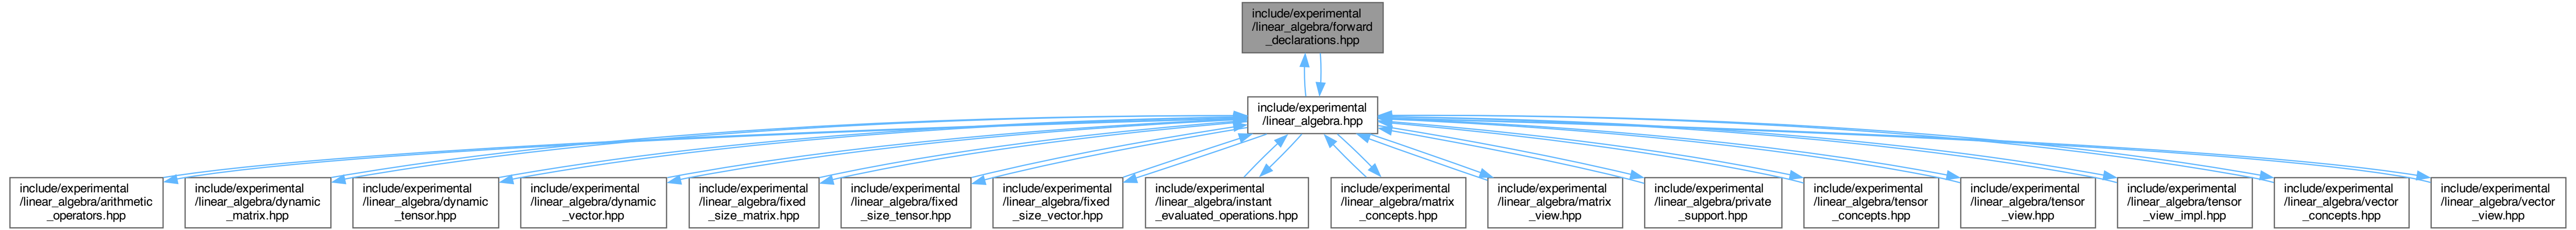 include/experimental
/linear_algebra/forward
_declarations.hpp
include/experimental
/linear_algebra.hpp
include/experimental
/linear_algebra/arithmetic
_operators.hpp
include/experimental
/linear_algebra/dynamic
_matrix.hpp
include/experimental
/linear_algebra/dynamic
_tensor.hpp
include/experimental
/linear_algebra/dynamic
_vector.hpp
include/experimental
/linear_algebra/fixed
_size_matrix.hpp
include/experimental
/linear_algebra/fixed
_size_tensor.hpp
include/experimental
/linear_algebra/fixed
_size_vector.hpp
include/experimental
/linear_algebra/instant
_evaluated_operations.hpp
include/experimental
/linear_algebra/matrix
_concepts.hpp
include/experimental
/linear_algebra/matrix
_view.hpp
include/experimental
/linear_algebra/private
_support.hpp
include/experimental
/linear_algebra/tensor
_concepts.hpp
include/experimental
/linear_algebra/tensor
_view.hpp
include/experimental
/linear_algebra/tensor
_view_impl.hpp
include/experimental
/linear_algebra/vector
_concepts.hpp
include/experimental
/linear_algebra/vector
_view.hpp